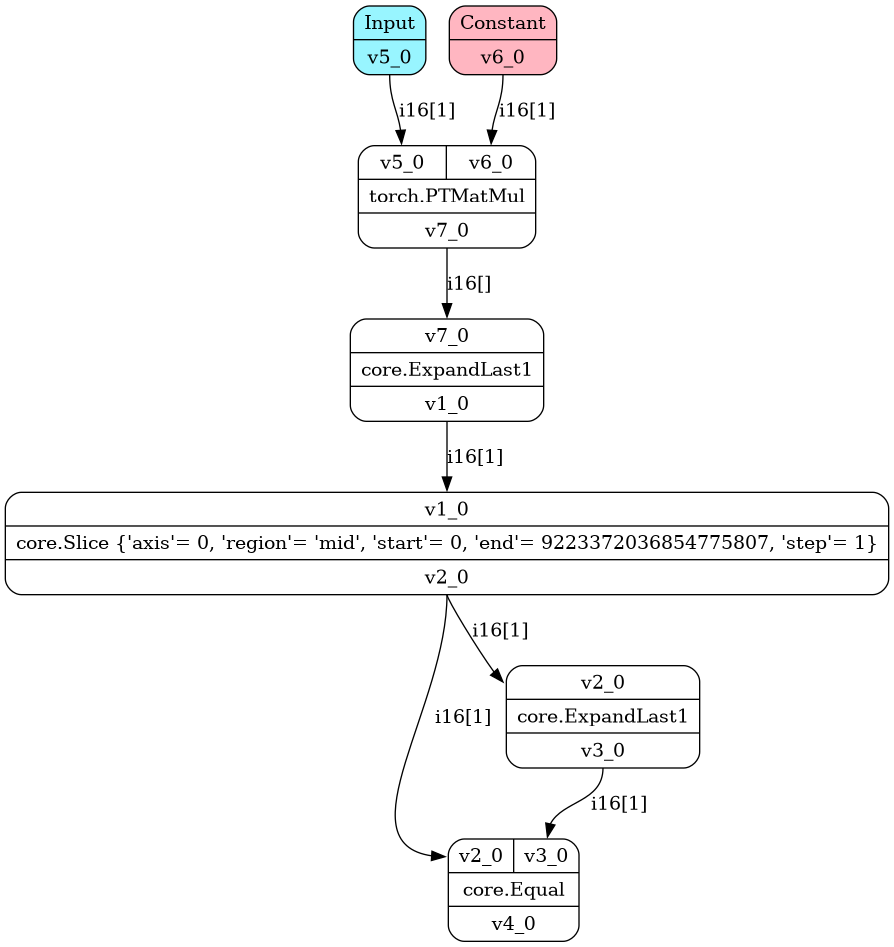 Input
v5_0
Constant
v6_0
i16[1]
i16[1]
v5_0
v6_0
torch.PTMatMul
v7_0
i16[]
v7_0
core.ExpandLast1
v1_0
i16[1]
v1_0
core.Slice {'axis'= 0, 'region'= 'mid', 'start'= 0, 'end'= 9223372036854775807, 'step'= 1}
v2_0
i16[1]
v2_0
core.ExpandLast1
v3_0
i16[1]
i16[1]
v2_0
v3_0
core.Equal
v4_0